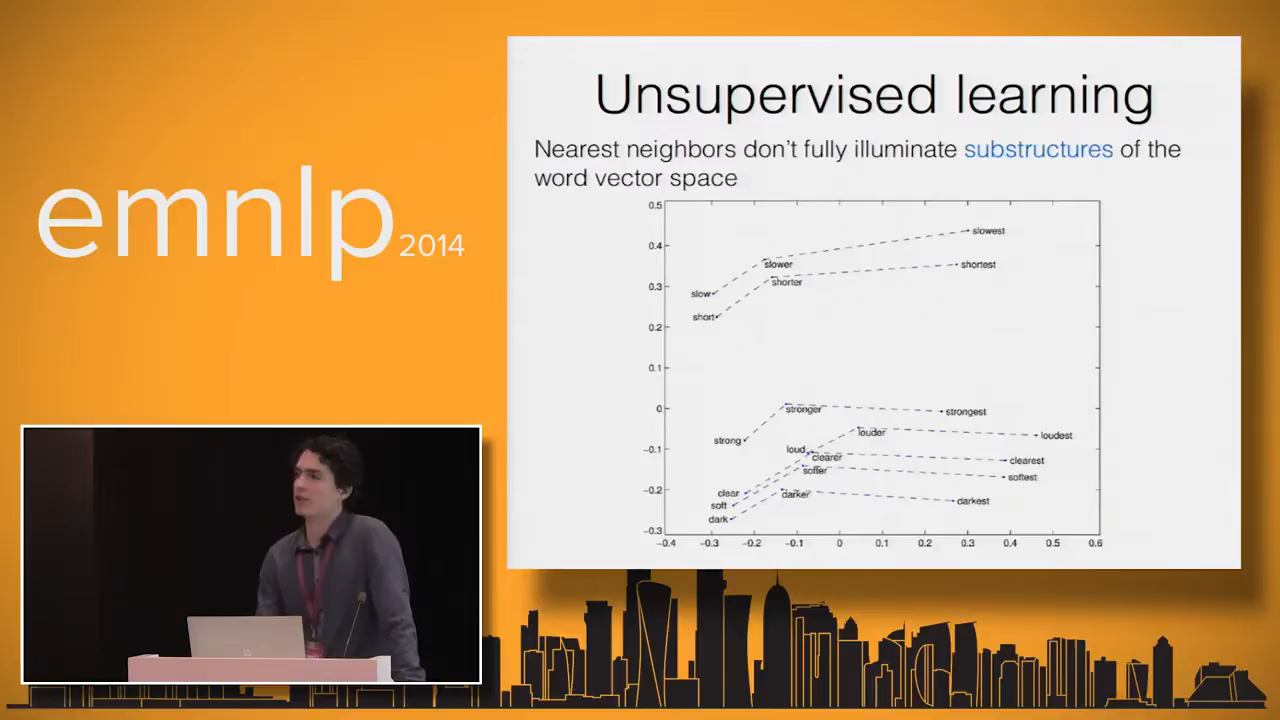 emnlp 2014
Unsupervised learning
Nearest neighbors don't fully illuminate substructures of the
word vector space
0.5
0.4
0.3
0.2
0.1
0
−0.1
−0.2
−0.3
−0.4
−0.3
−0.2
−0.1
0
0.1
0.2
0.3
0.4
0.5
0.6
slowest
slower
shortest
shorter
slow
short
stronger
strongest
louder
loudest
strong
loud
clearer
clearest
softer
softest
clear
darker
soft
darkest
dark
hp